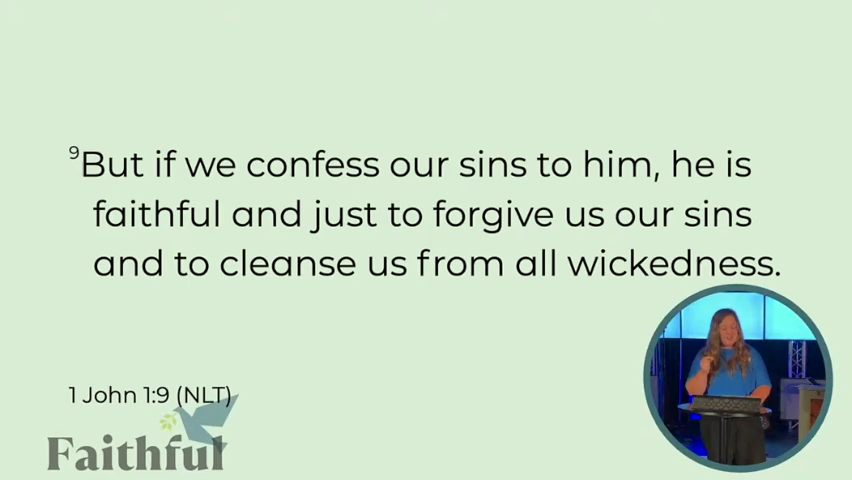 9But if we confess our sins to him, he is
faithful and just to forgive us our sins
and to cleanse us from all wickedness.
1 John 1:9 (NLT)
Faithful